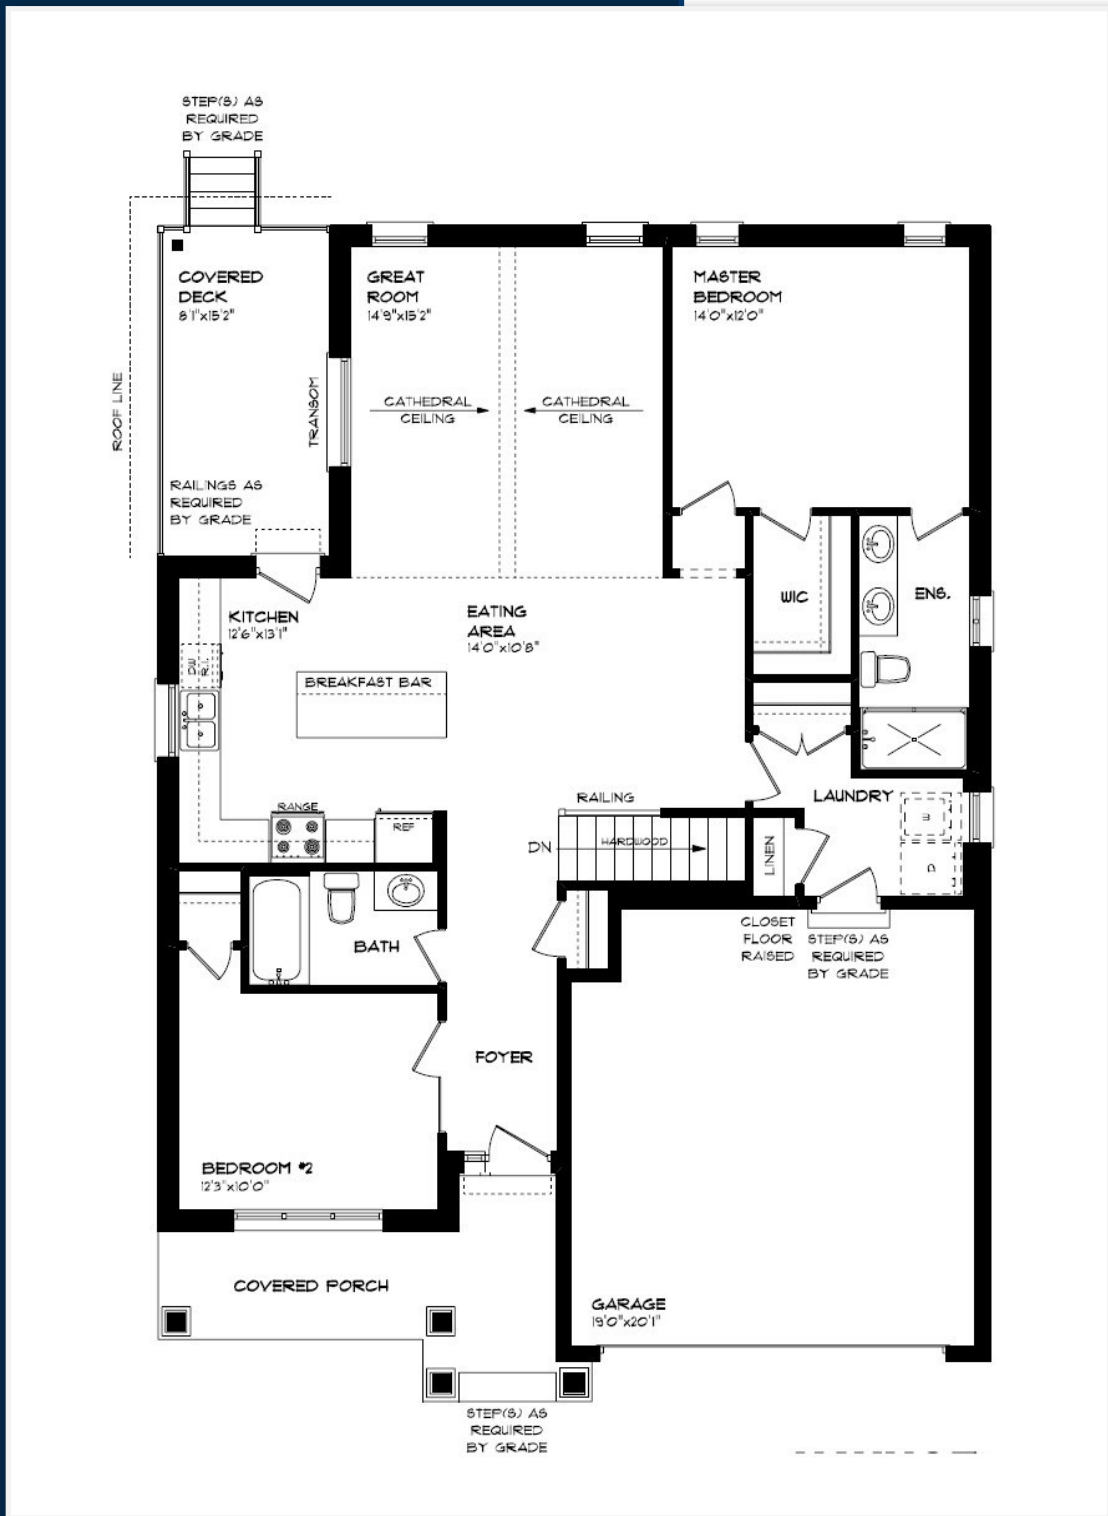 STEP(S) AS
REQUIRED
BY GRADE
COVERED
DECK
8'1"x15'2"
GREAT
ROOM
14'9"x15'2"
MASTER
BEDROOM
14'0"x12'0"
ROOF LINE
TRANSOM
CATHEDRAL
CEILING
CATHEDRAL
CEILING
RAILINGS AS
REQUIRED
BY GRADE
KITCHEN
12'6"x13'1"
EATING
AREA
14'0"x10'8"
WIC
ENS.
DW
R.I.
BREAKFAST BAR
RANGE
REF
RAILING
LAUNDRY
DN
HARDWOOD
LINEN
W
D
BATH
CLOSET
FLOOR
RAISED
STEP(S) AS
REQUIRED
BY GRADE
FOYER
BEDROOM #2
12'3"x10'0"
COVERED PORCH
GARAGE
19'0"x20'1"
STEP(S) AS
REQUIRED
BY GRADE